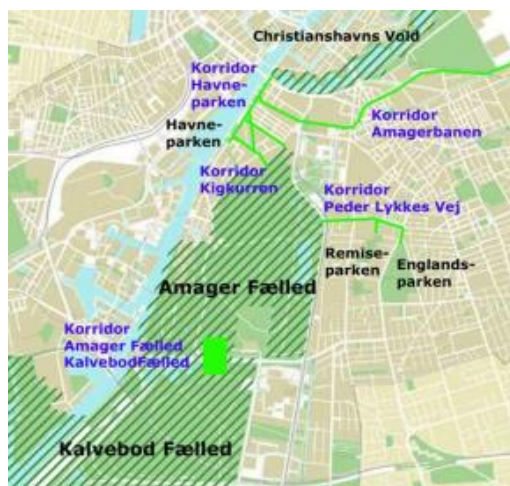 Christianshavns Vold
Korridor
Havne-
parken
Havne-
parken
Korridor
Amagerbanen
Korridor
Kigkurren
Korridor
Peder Lykkes Vej
Remise-
parken
Englands-
parken
Amager Fælled
Korridor
Amager Fælled
KalvebodFælled
Kalvebod Fælled